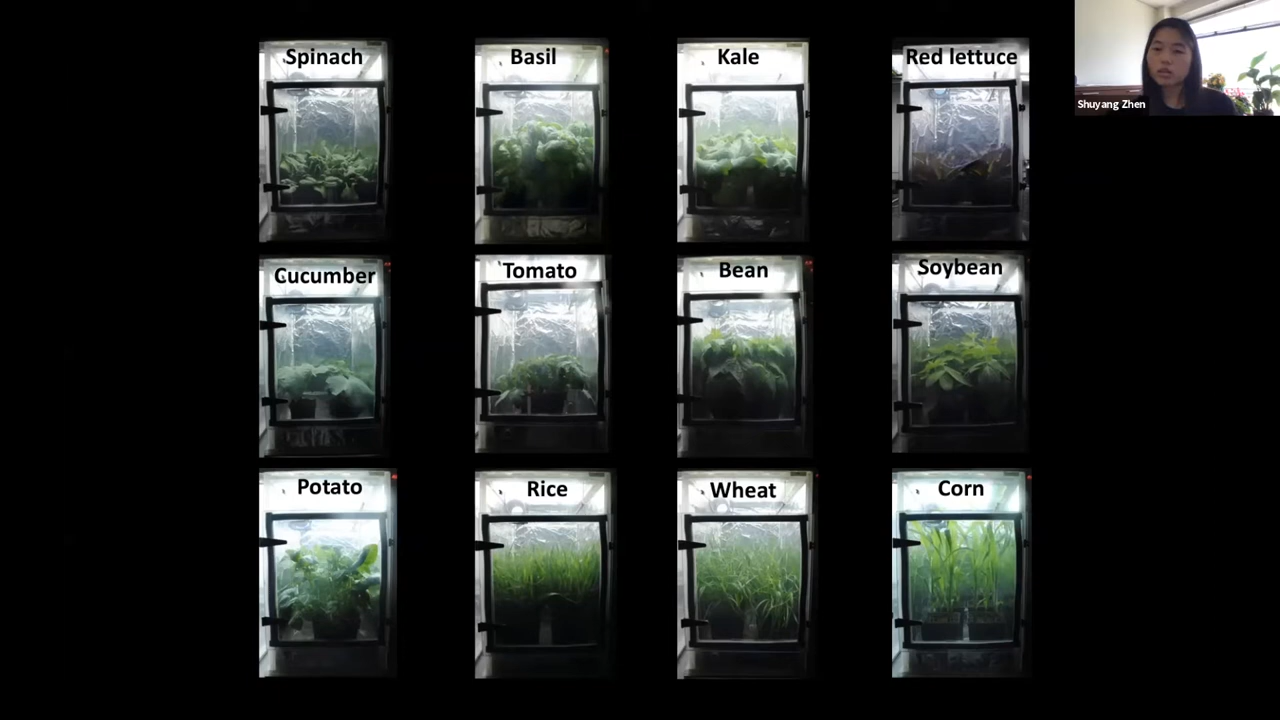 Spinach
Basil
Kale
Red lettuce
Shuyang Zhen
Cucumber
Tomato
Bean
Soybean
Potato
Rice
Wheat
Corn